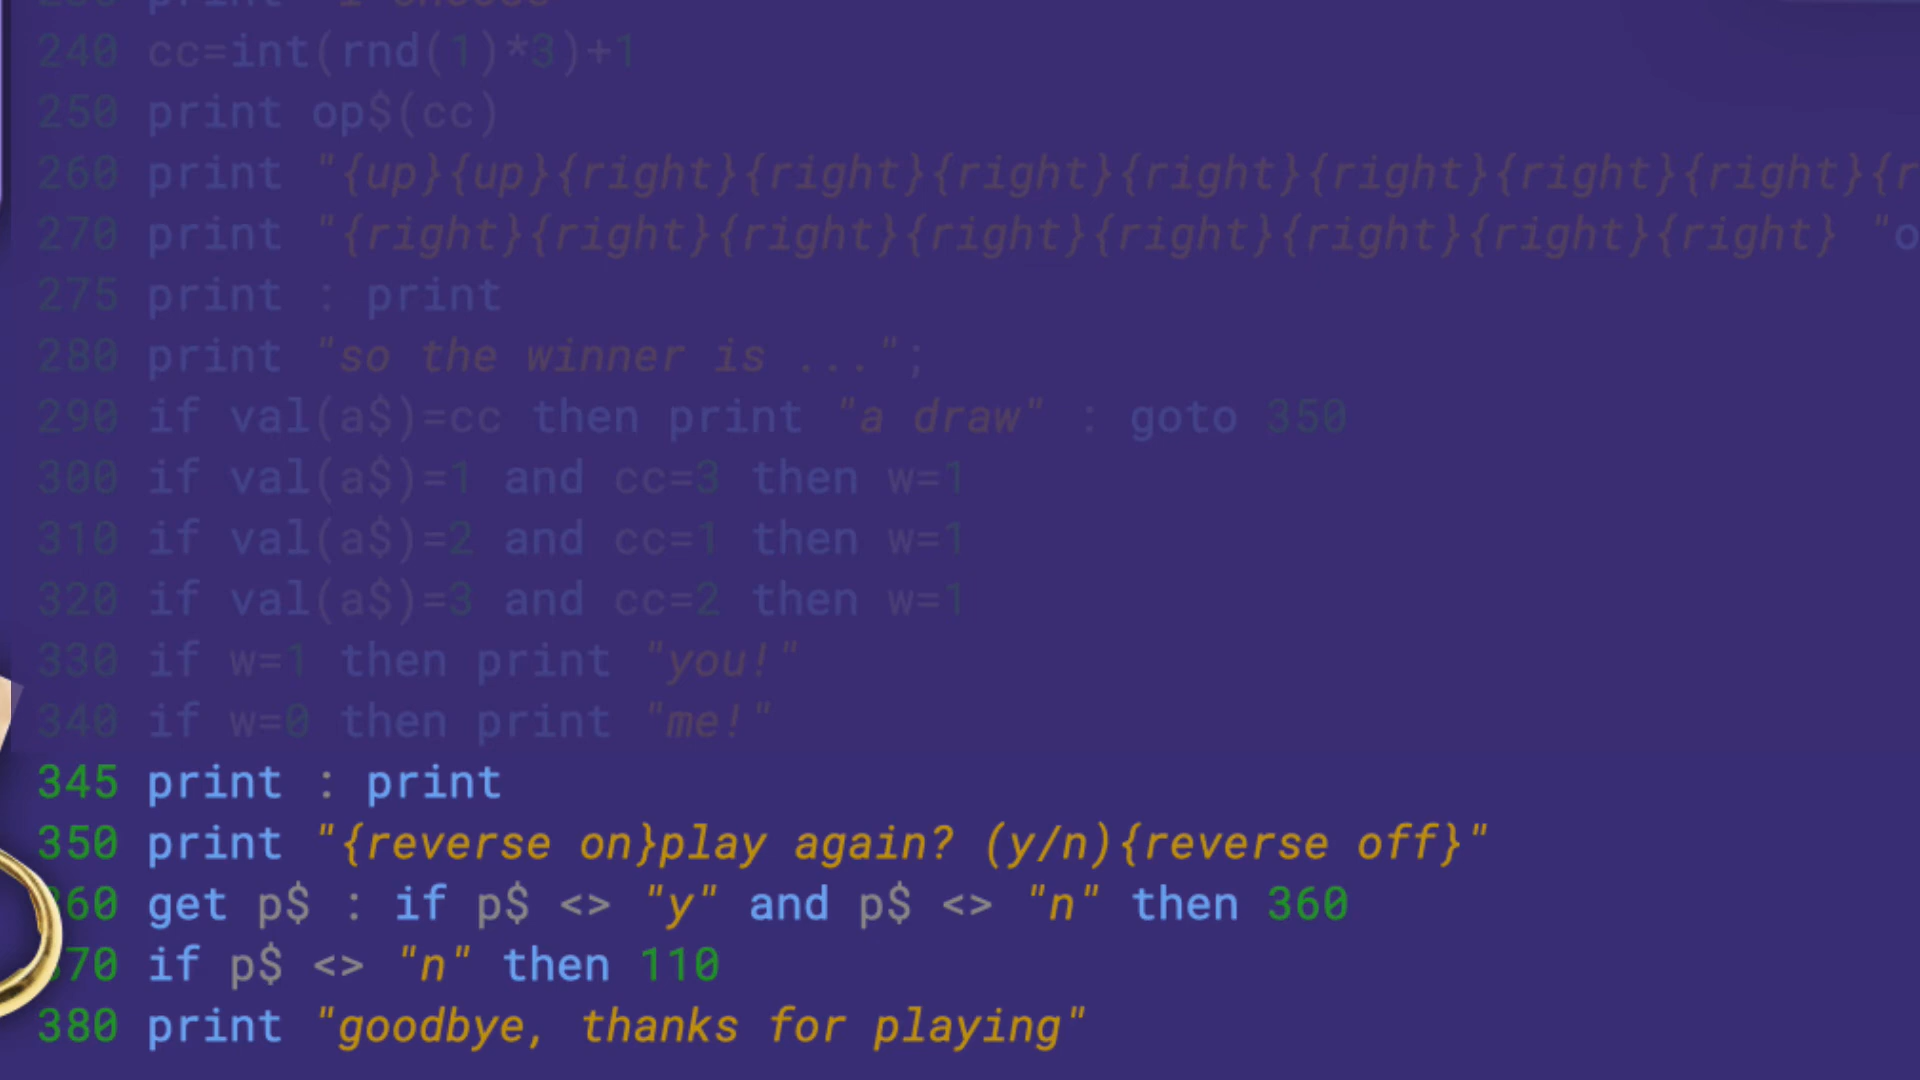 print "I choose"
240 cc=int(rnd(1)*3)+1
250 print op$(cc)
260 print "{up}{up}{right}{right}{right}{right}{right}{right}{right}{r
270 print "{right}{right}{right}{right}{right}{right}{right}{right} "o
275 print : print
280 print "so the winner is ...";
290 if val(a$)=cc then print "a draw" : goto 350
300 if val(a$)=1 and cc=3 then w=1
310 if val(a$)=2 and cc=1 then w=1
320 if val(a$)=3 and cc=2 then w=1
330 if w=1 then print "you!"
340 if w=0 then print "me!"
345 print : print
350 print "{reverse on}play again? (y/n){reverse off}"
60 get p$ : if p$ <> "y" and p$ <> "n" then 360
70 if p$ <> "n" then 110
380 print "goodbye, thanks for playing"